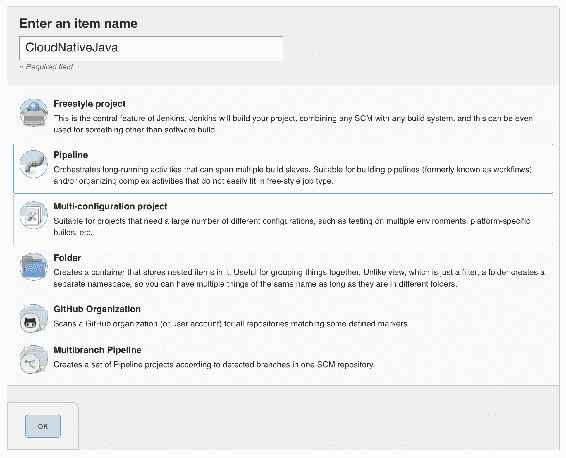 Enter an item name
CloudNativeJava
» Required field
Freestyle project
This is the central feature of Jenkins. Jenkins will build your project, combining any SCM with any build system, and this can be even
used for something other than software build.
Pipeline
Orchestrates long-running activities that can span multiple build slaves. Suitable for building pipelines (formerly known as workflows)
and/or organizing complex activities that do not easily fit in free-style job type.
Multi-configuration project
Suitable for projects that need a large number of different configurations, such as testing on multiple environments, platform-specific
builds, etc.
Folder
Creates a container that stores nested items in it. Useful for grouping things together. Unlike view, which is just a filter, a folder creates a
separate namespace, so you can have multiple things of the same name as long as they are in different folders.
GitHub Organization
Scans a GitHub organization (or user account) for all repositories matching some defined markers.
Multibranch Pipeline
Creates a set of Pipeline projects according to detected branches in one SCM repository.
OK